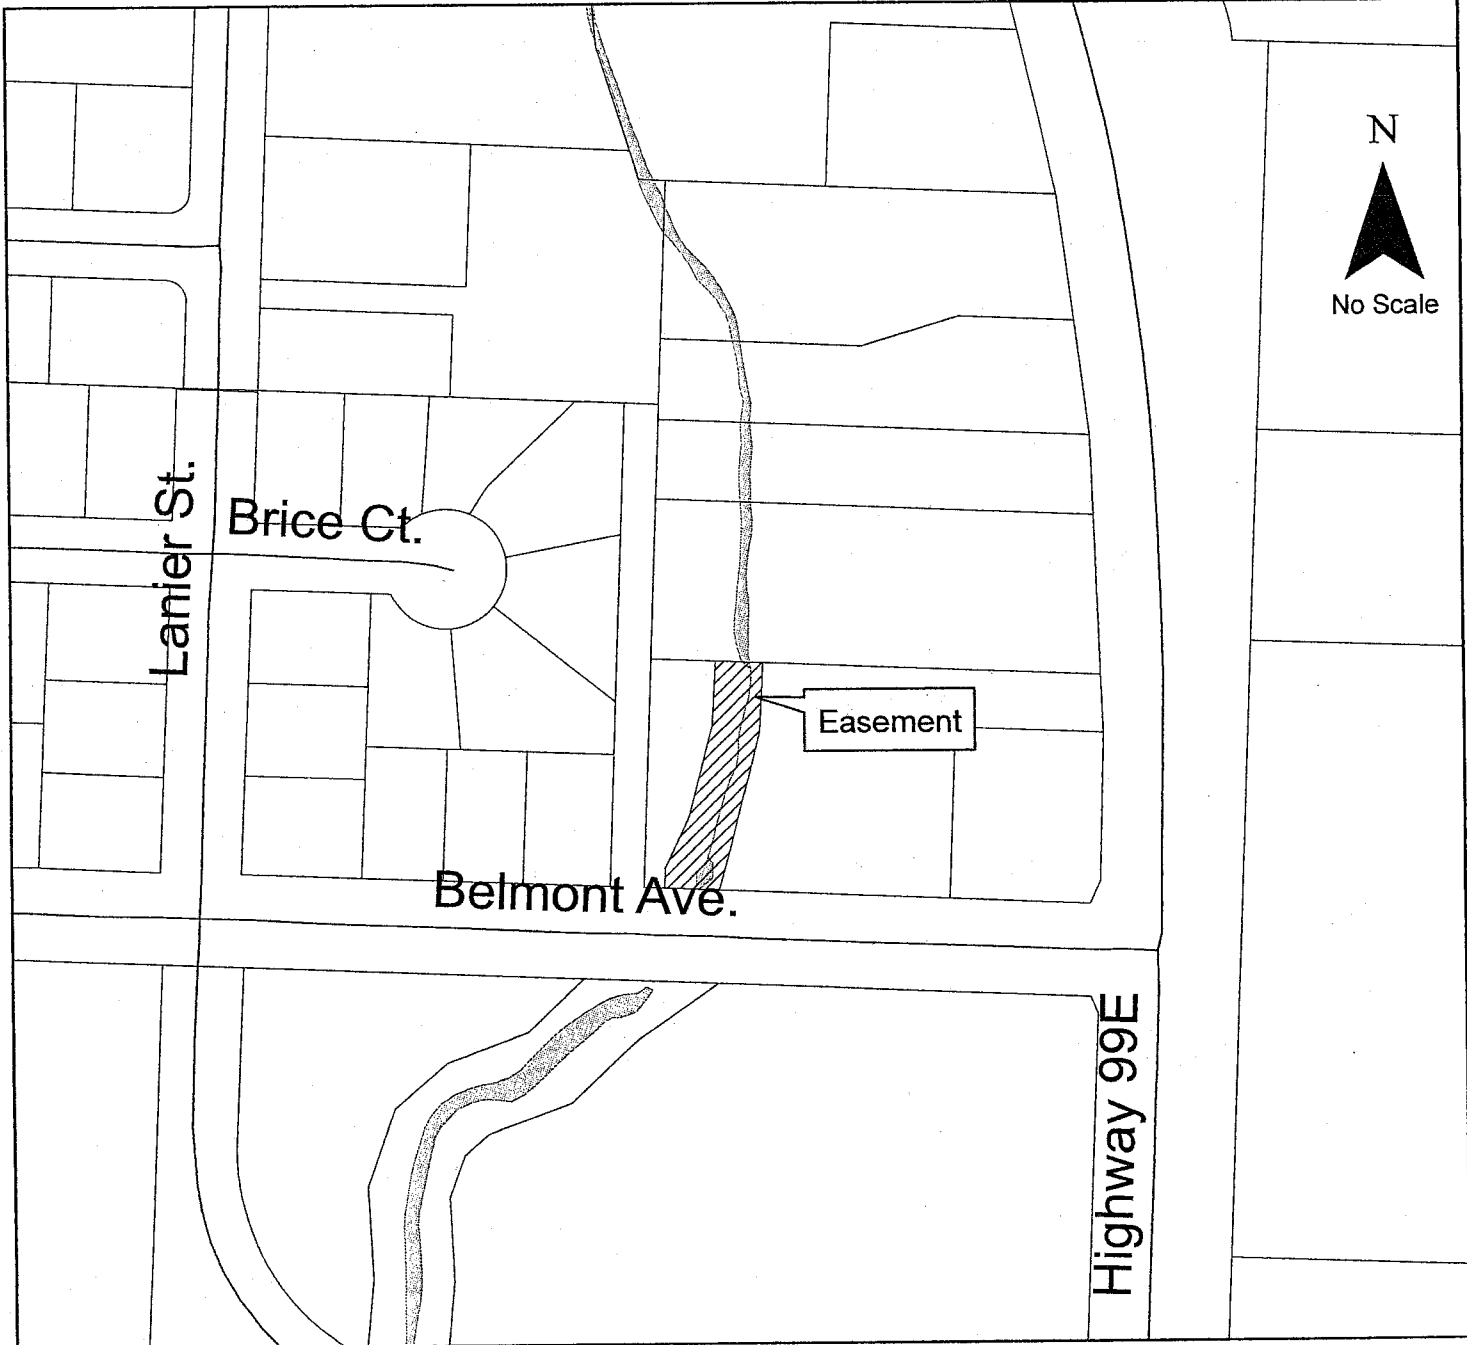 N
No Scale
Lanier St.
Brice Ct.
Easement
Belmont Ave.
Highway 99E